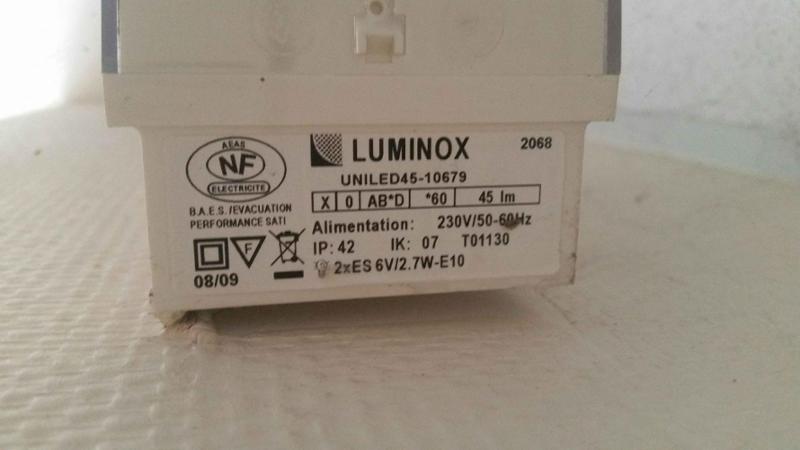 AEAS
NF
ELECTRICITE
B.A.E.S. /EVACUATION
PERFORMANCE SATI
F
08/09
LUMINOX 2068
UNILED45-10679
X 0 AB*D *60 45 lm
Alimentation: 230V/50-60Hz
IP: 42 IK: 07 T01130
2xES 6V/2.7W-E10